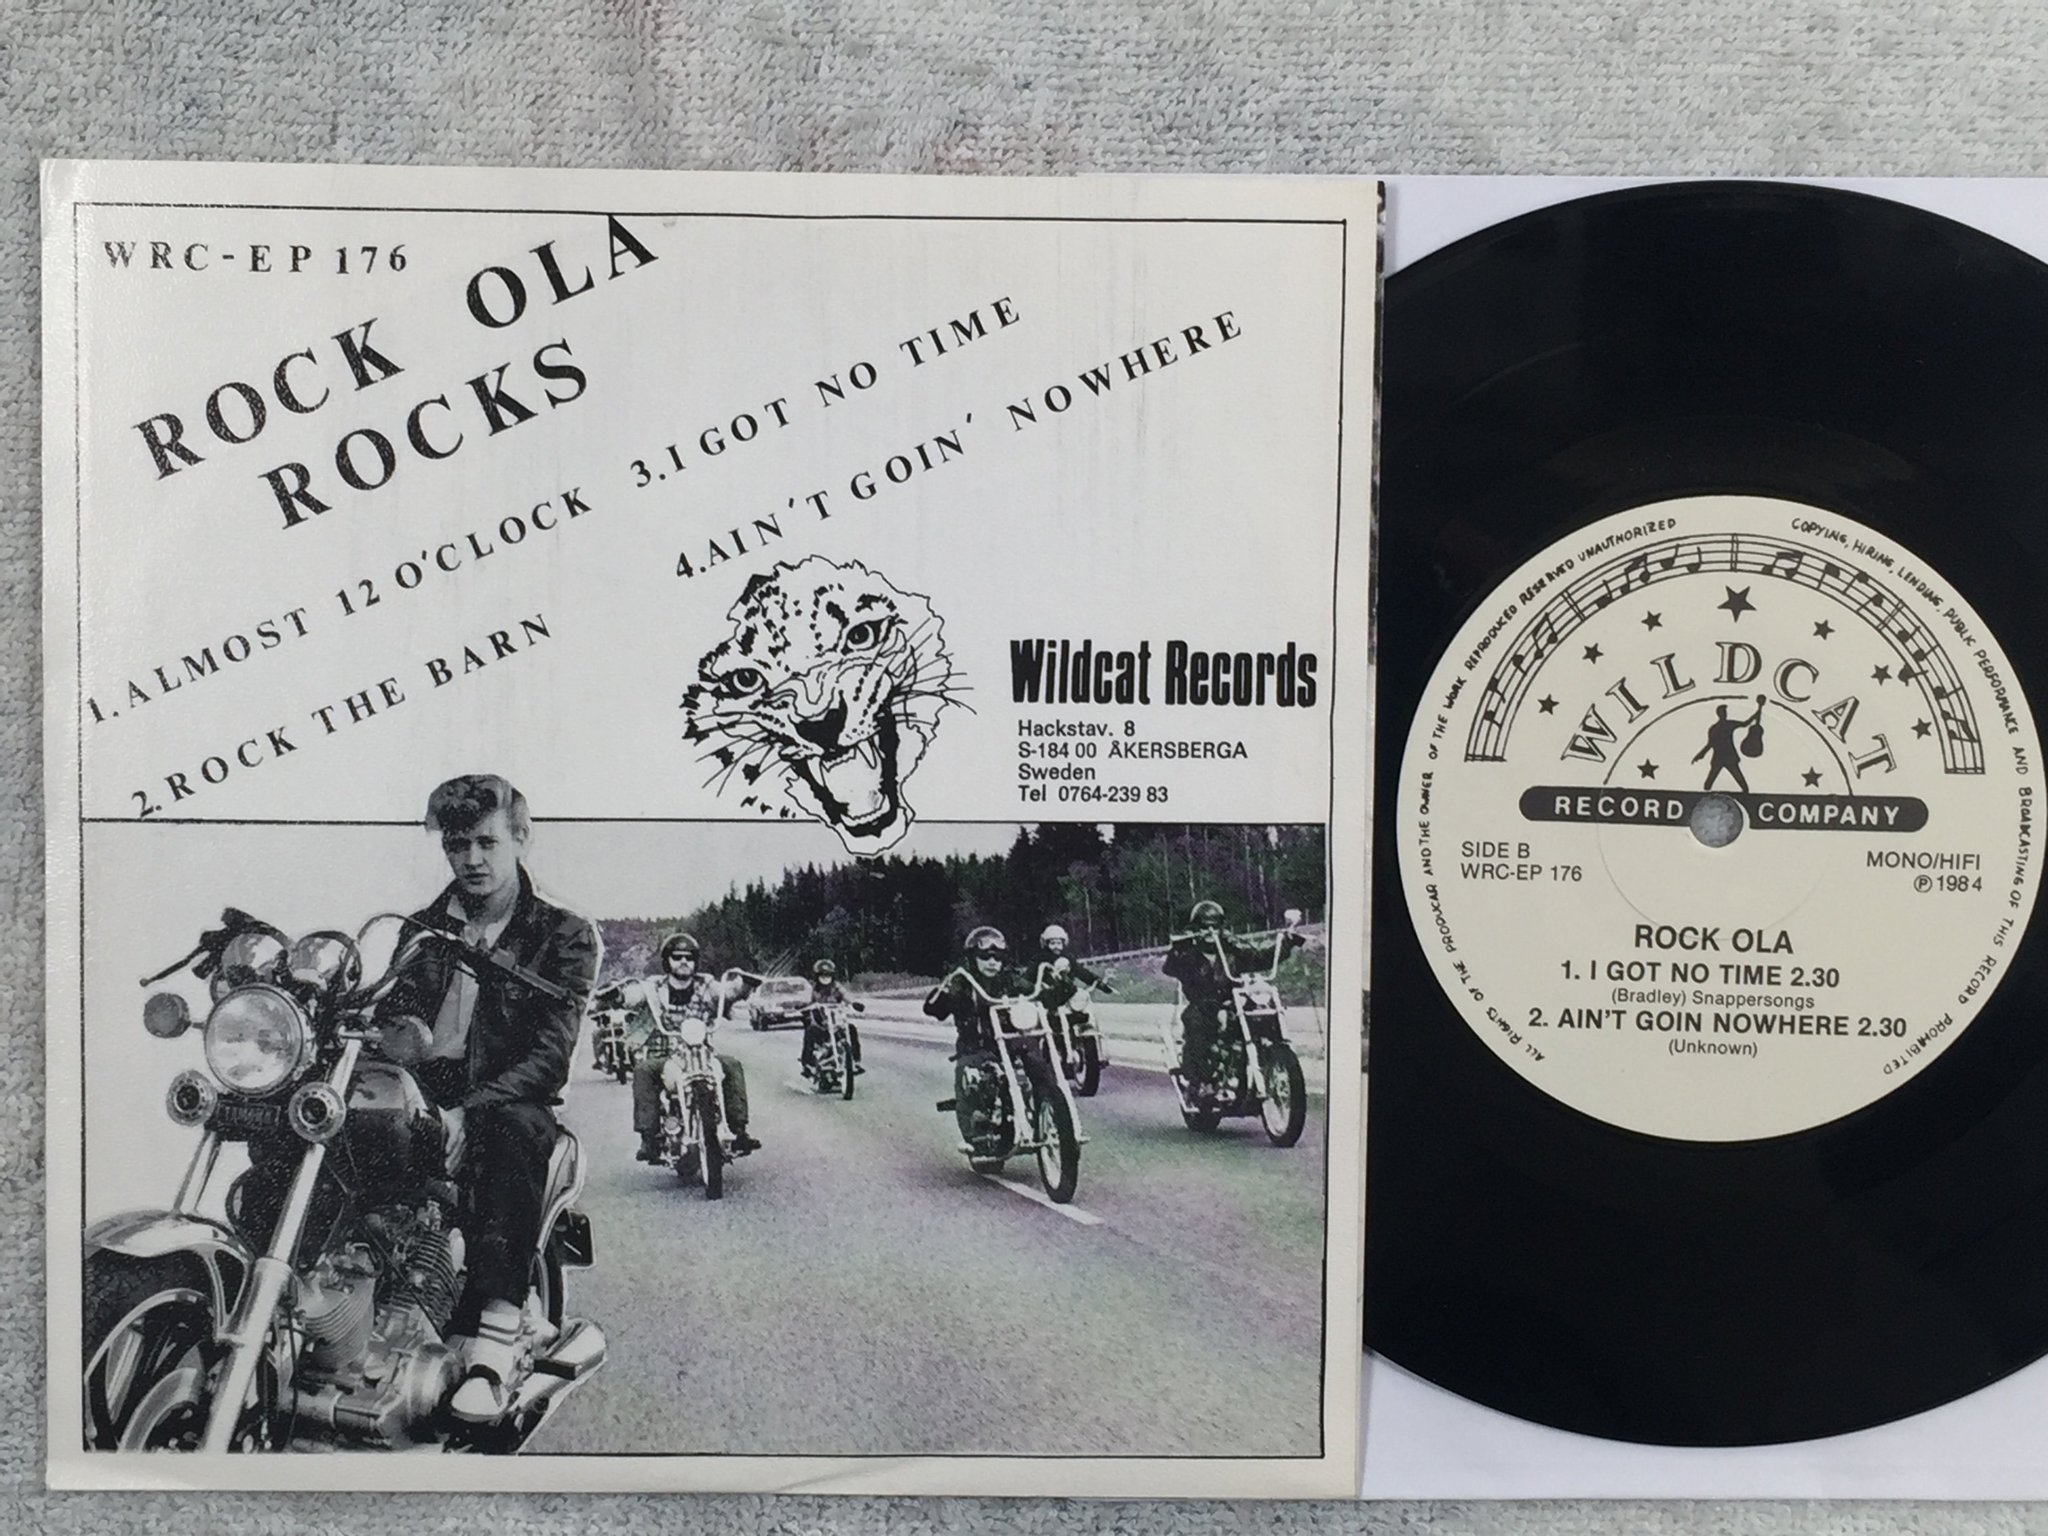 WRC-EP 176
ROCK OLA
ROCKS
1. ALMOST 12 O'CLOCK
2. ROCK THE BARN
3. I GOT NO TIME
4. AIN'T GOIN' NOWHERE
Wildcat Records
Hackstav. 8
S-184 00 ÅKERSBERGA
Sweden
Tel 0764-239 83
YAMAHA
ALL RIGHTS OF THE PRODUCAR AND THE OWNER OF THE WORK REPRODUCED RESERVED UNAUTHORIZED COPYING, HIRING, LENDING, PUBLIC PERFORMANCE AND BROADCASTING OF THIS RECORD PROHIBITED
WILDCAT
RECORD COMPANY
SIDE B
WRC-EP 176
MONO/HIFI
℗ 1984
ROCK OLA
1. I GOT NO TIME 2.30
(Bradley) Snappersongs
2. AIN'T GOIN NOWHERE 2.30
(Unknown)